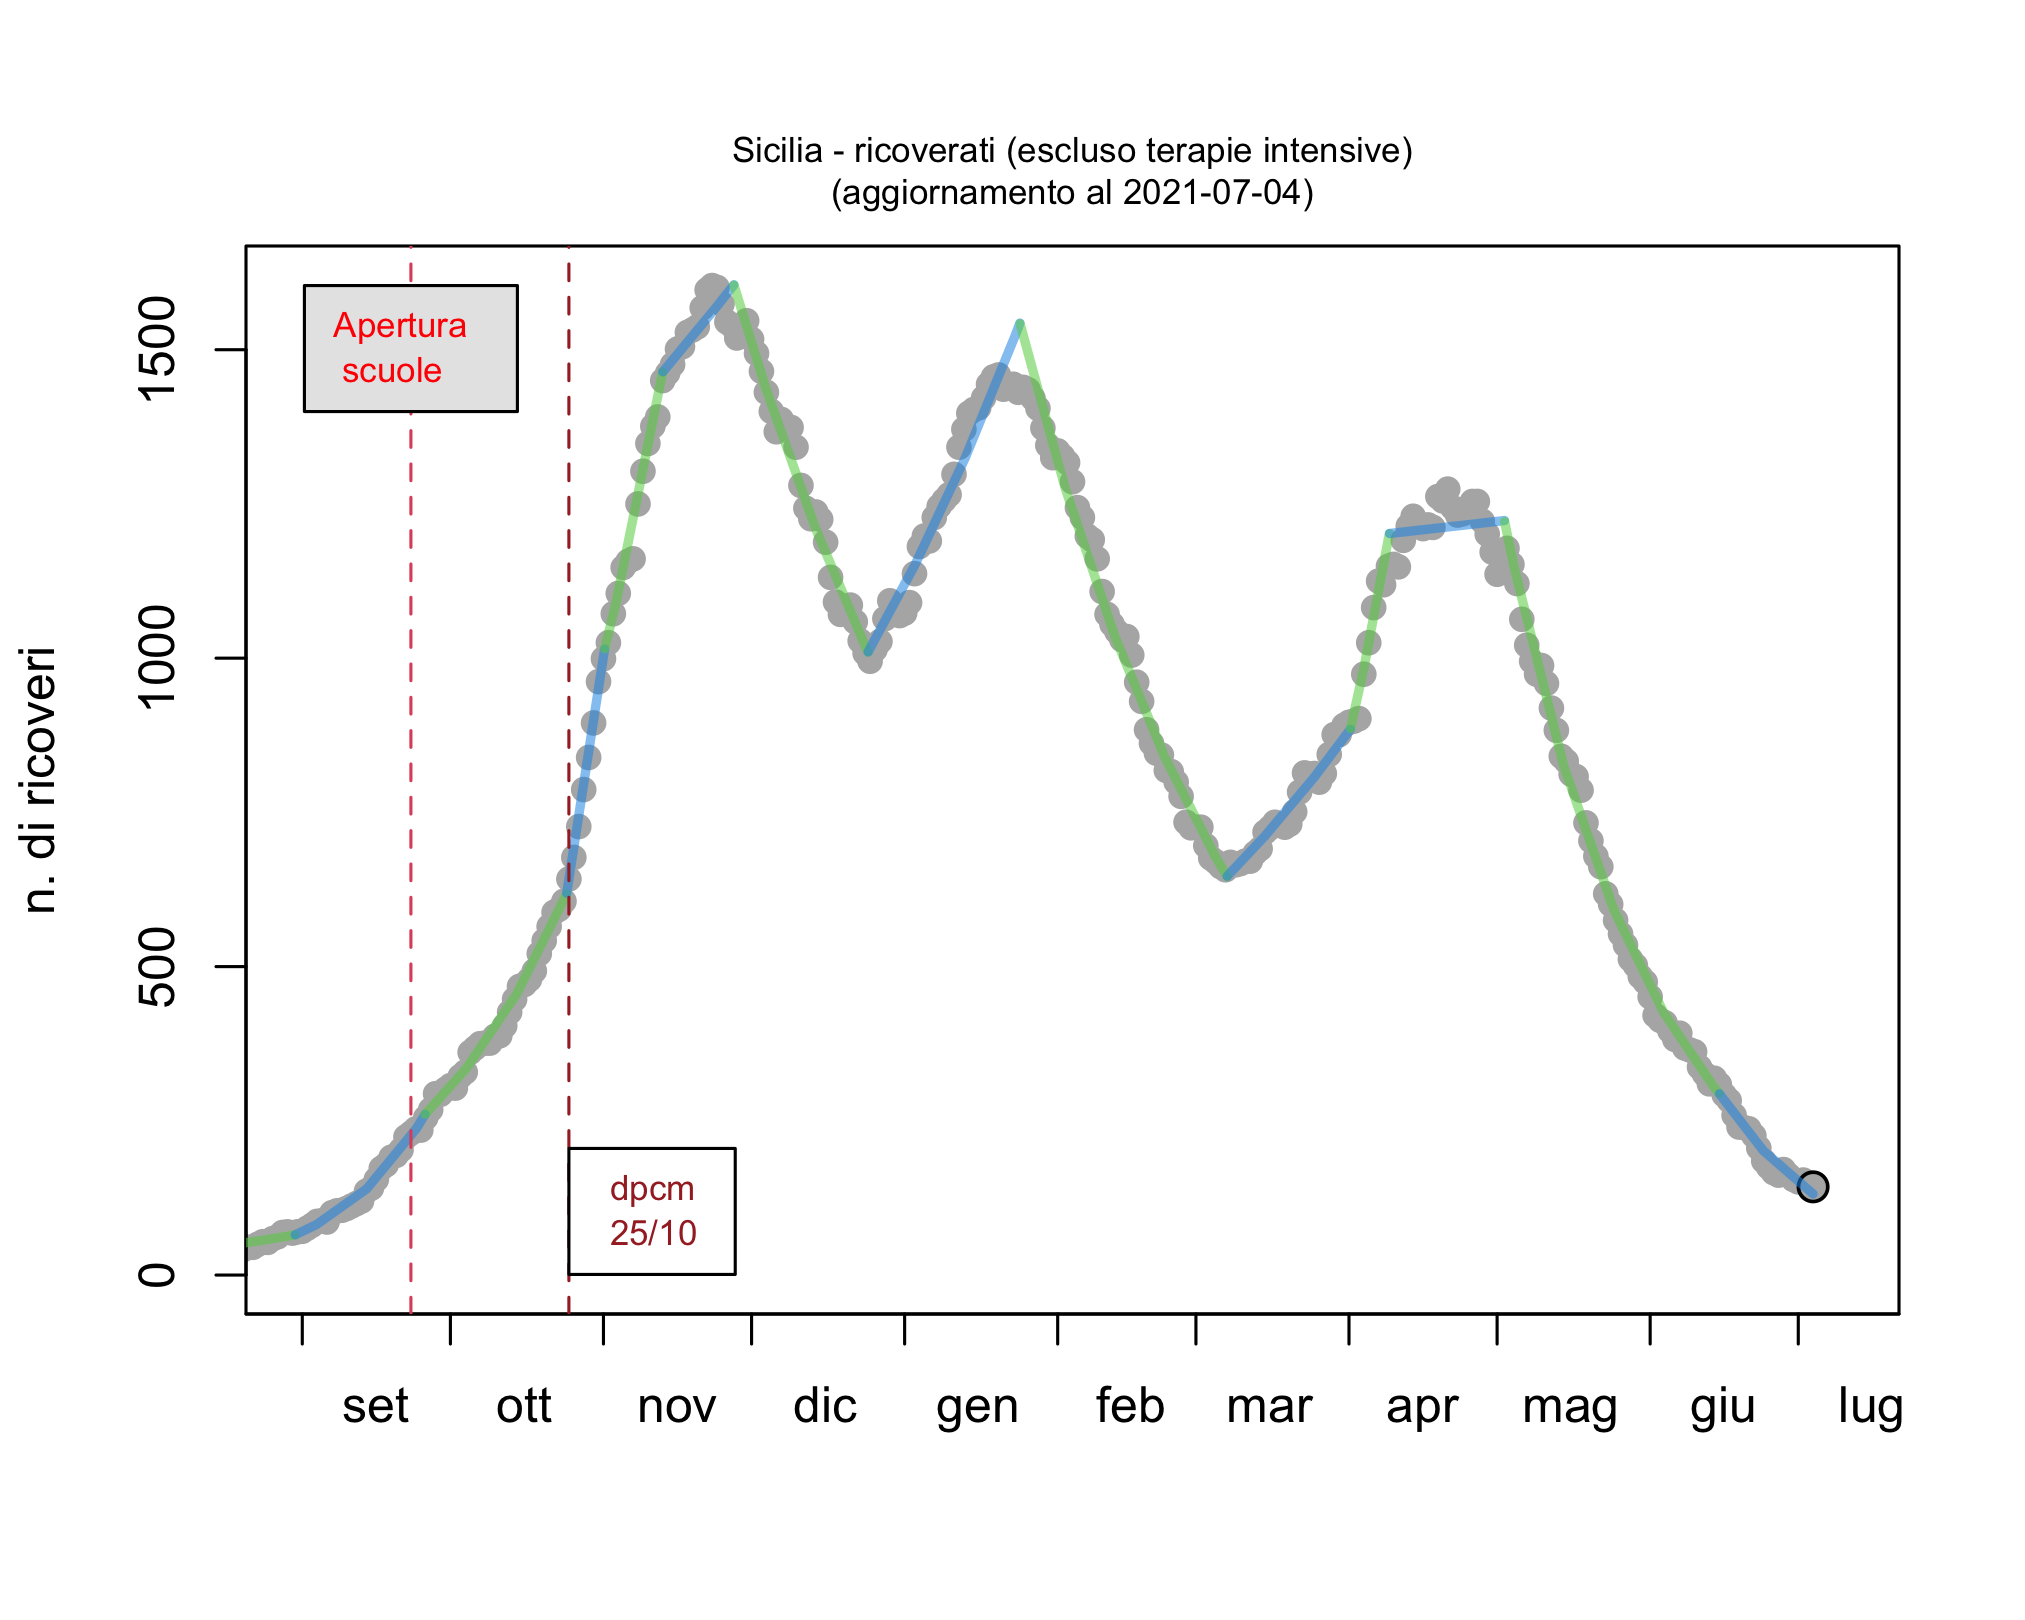 Sicilia - ricoverati (escluso terapie intensive)
(aggiornamento al 2021-07-04)
n. di ricoveri
1500
1000
500
0
Apertura
scuole
dpcm
25/10
set ott nov dic gen feb mar apr mag giu lug